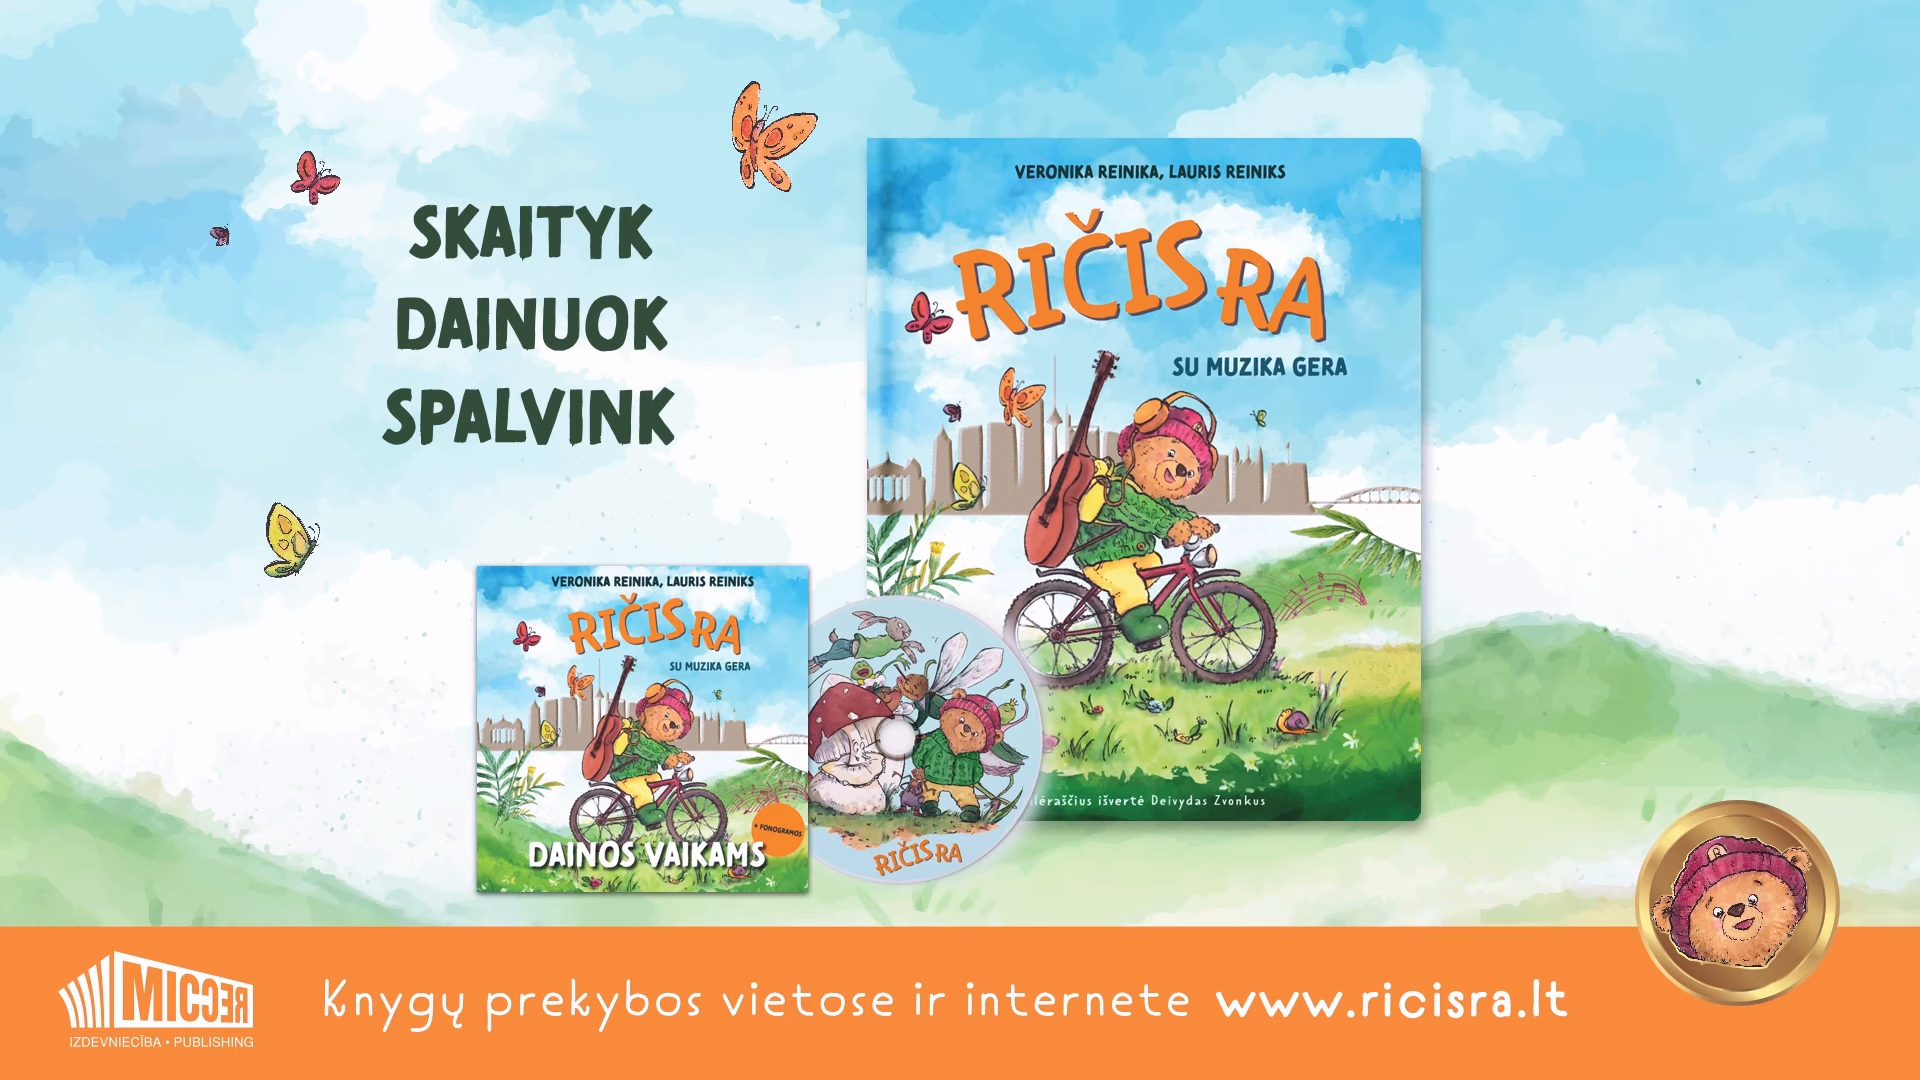 SKAITYK
DAINUOK
SPALVINK
VERONIKA REINIKA, LAURIS REINIKS
RIČIS RA
SU MUZIKA GERA
išvertė Deivydas Zvonkus
VERONIKA REINIKA, LAURIS REINIKS
RIČIS RA
SU MUZIKA GERA
+ FONOGRAMOS
DAINOS VAIKAMS
RIČIS RA
R
MICREC
IZDEVNIECĪBA • PUBLISHING
Knygų prekybos vietose ir internete www.ricisra.lt